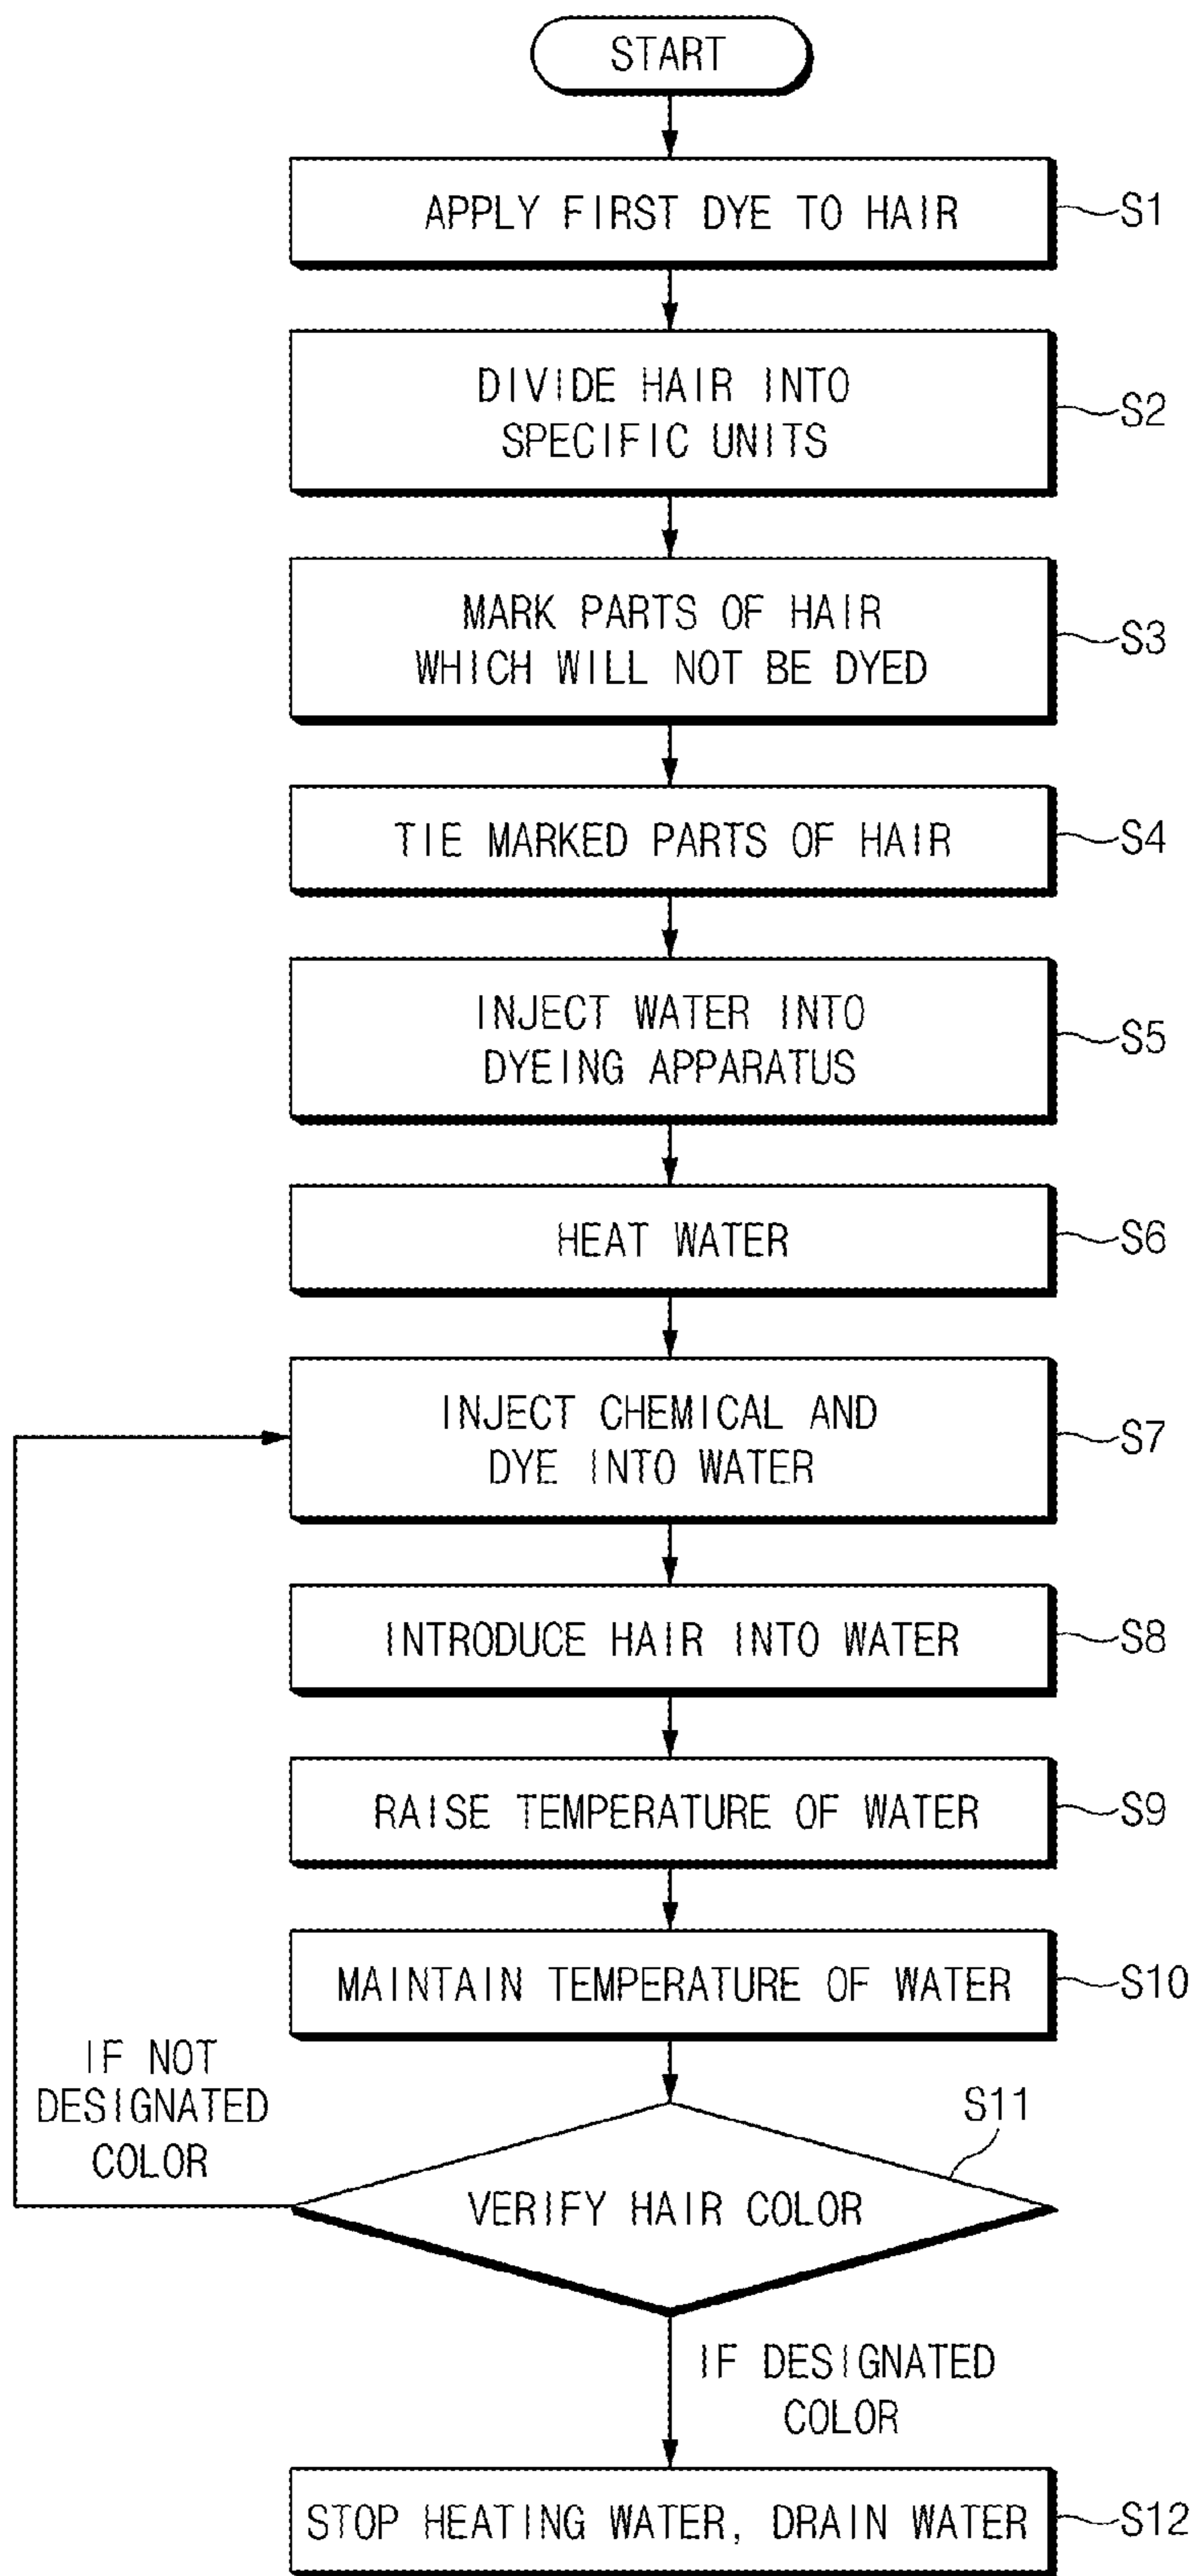 START
APPLY FIRST DYE TO HAIR
S1
DIVIDE HAIR INTO
SPECIFIC UNITS
S2
MARK PARTS OF HAIR
WHICH WILL NOT BE DYED
S3
TIE MARKED PARTS OF HAIR
S4
INJECT WATER INTO
DYEING APPARATUS
S5
HEAT WATER
S6
INJECT CHEMICAL AND
DYE INTO WATER
S7
INTRODUCE HAIR INTO WATER
S8
RAISE TEMPERATURE OF WATER
S9
MAINTAIN TEMPERATURE OF WATER
S10
IF NOT
DESIGNATED
COLOR
S11
VERIFY HAIR COLOR
IF DESIGNATED
COLOR
STOP HEATING WATER, DRAIN WATER
S12